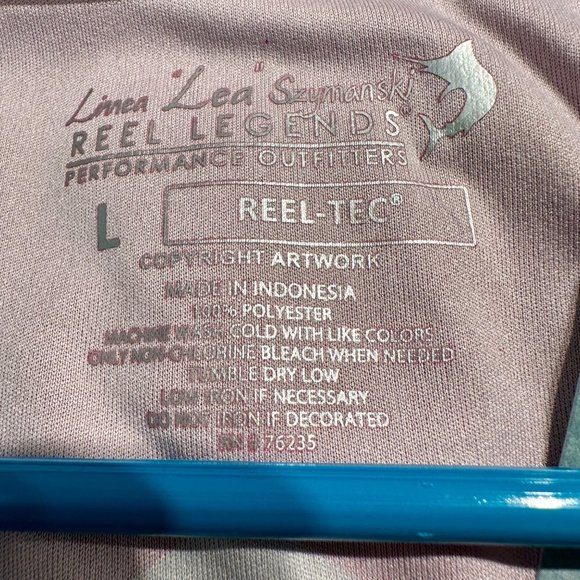 Linea "Lea" Szymanski
REEL LEGENDS®
PERFORMANCE OUTFITTERS
L
REEL-TEC®
COPYRIGHT ARTWORK
MADE IN INDONESIA
100% POLYESTER
MACHINE WASH COLD WITH LIKE COLORS
ONLY NON-CHLORINE BLEACH WHEN NEEDED
TUMBLE DRY LOW
LOW IRON IF NECESSARY
DO NOT IRON IF DECORATED
76235